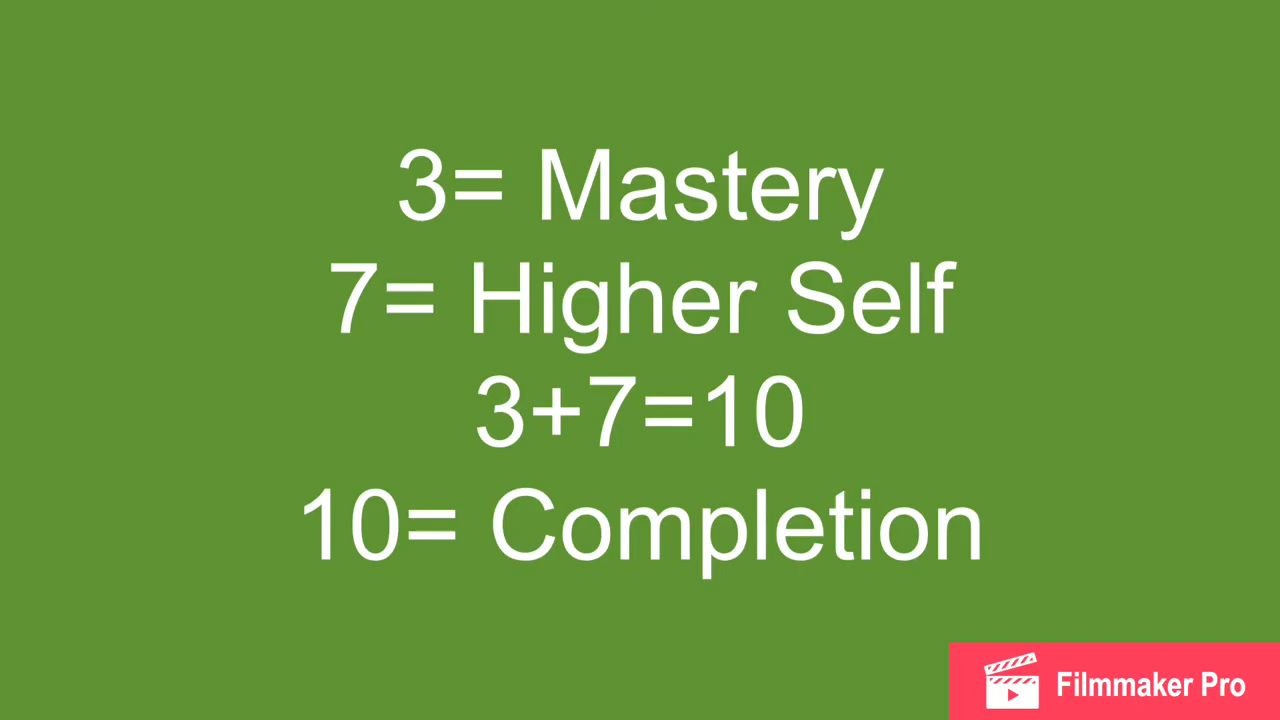 3= Mastery
7= Higher Self
3+7=10
10= Completion
Filmmaker Pro